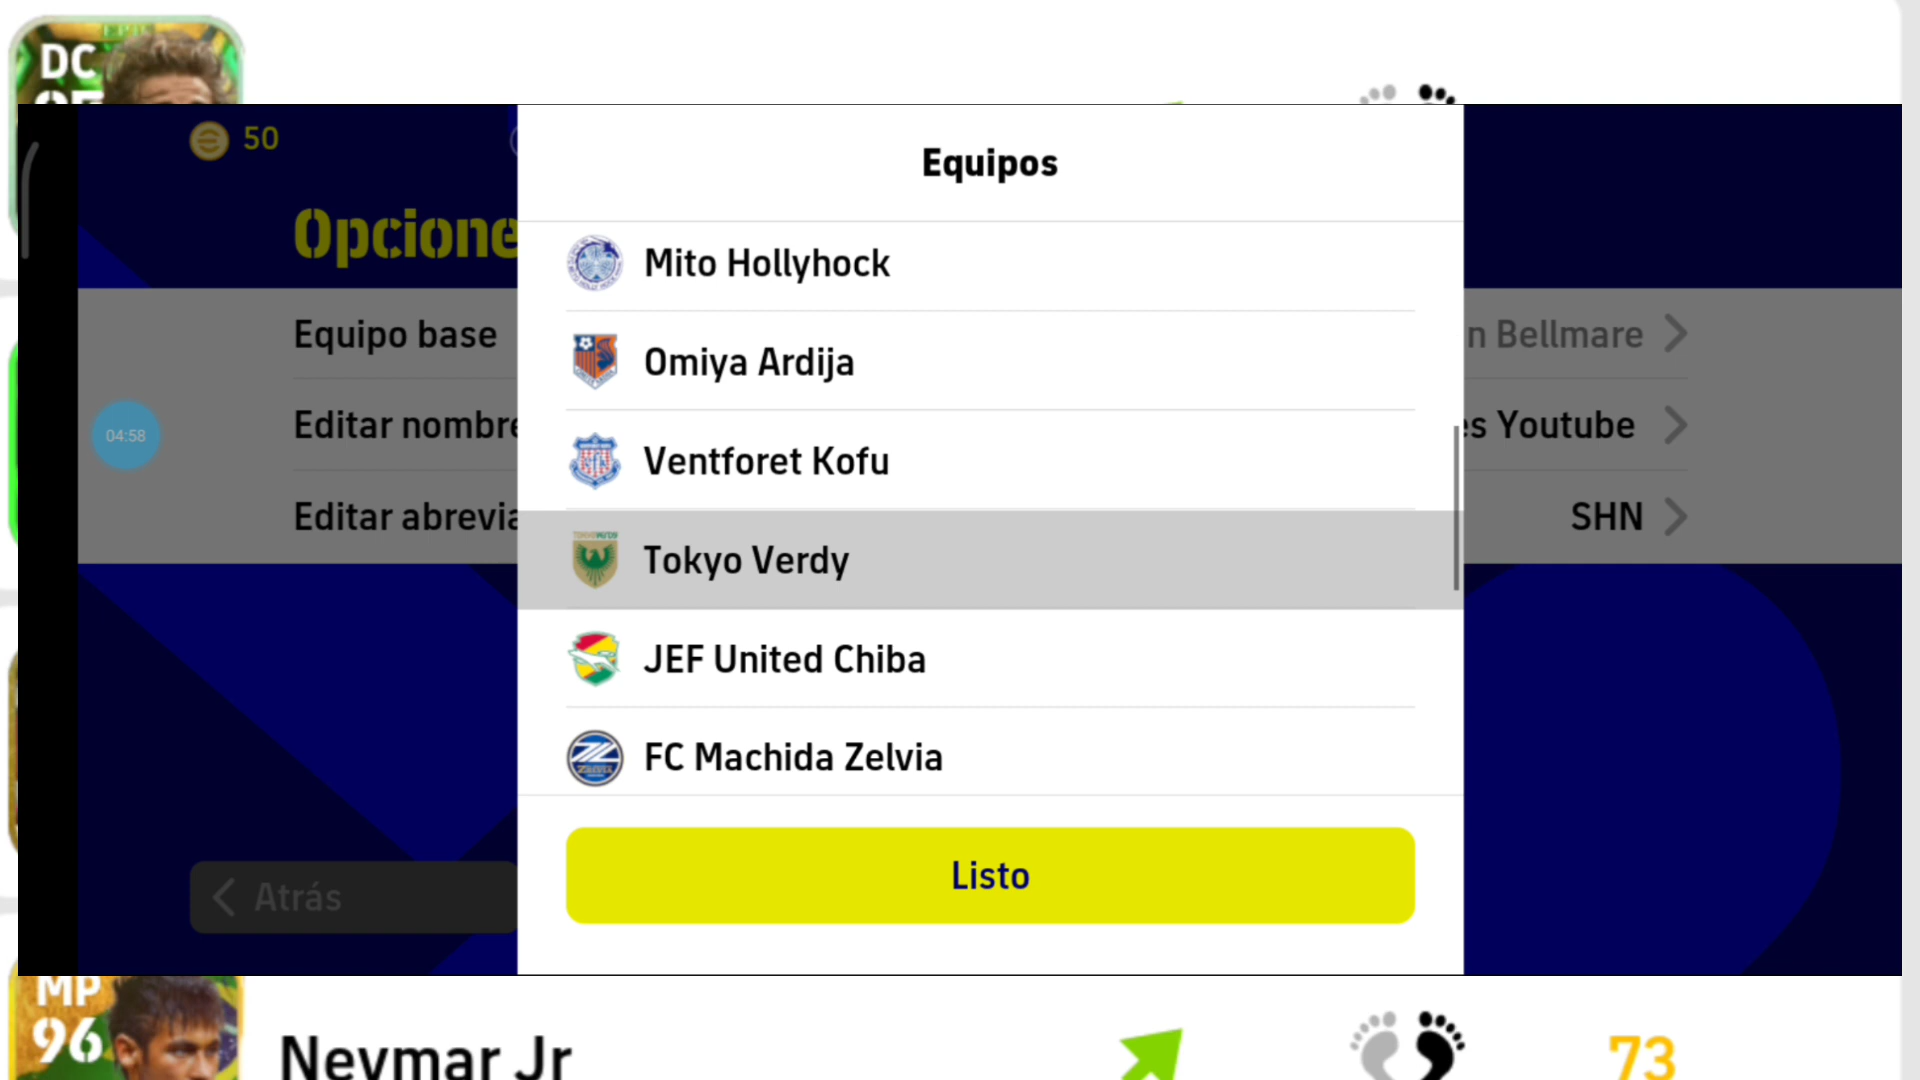 DC
50
Equipos
Opcione
Mito Hollyhock
Equipo base
n Bellmare
Omiya Ardija
04:58
Editar nombre
s Youtube
Ventforet Kofu
Editar abrevia
SHN
Tokyo Verdy
JEF United Chiba
FC Machida Zelvia
Listo
Atrás
MP
96
Neymar Jr
73